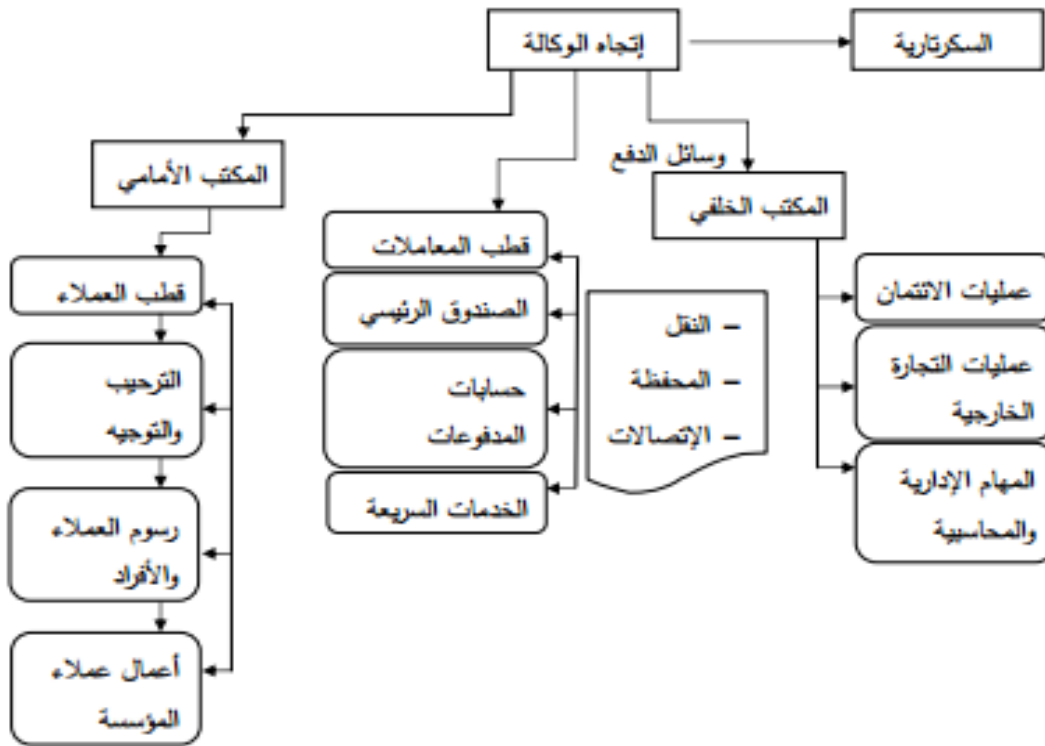 إتجاه الوكالة
السكرتارية
المكتب الخلفي
وسائل الدفع
المكتب الأمامي
عمليات الائتمان
عمليات التجارة
الخارجية
المهام الإدارية
والمحاسبية
قطب المعاملات
الصندوق الرئيسي
حسابات
المدفوعات
الخدمات السريعة
– النقل
– المحفظة
– الإتصالات
قطب العملاء
الترحيب
والتوجيه
رسوم العملاء
والأفراد
أعمال عملاء
المؤسسة